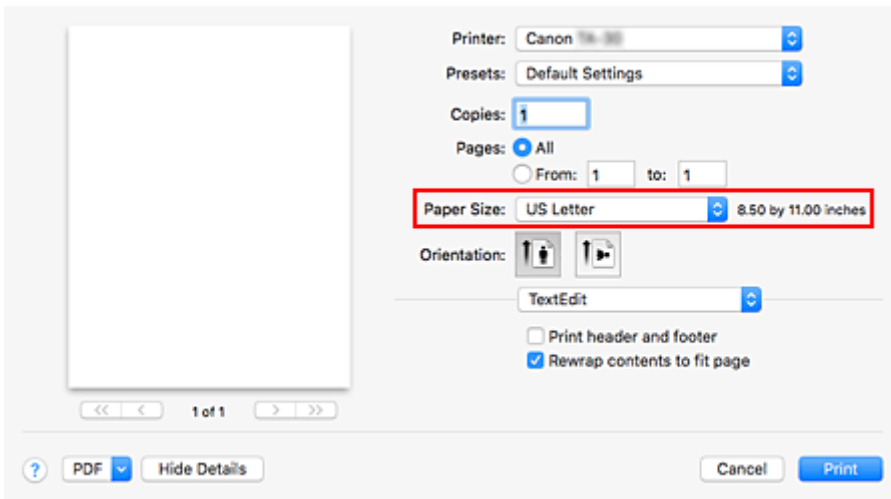 Printer: Canon
Presets: Default Settings
Copies: 1
Pages: All
From: 1 to: 1
Paper Size: US Letter 8.50 by 11.00 inches
Orientation:
TextEdit
Print header and footer
Rewrap contents to fit page
<< < 1 of 1 > >>
? PDF Hide Details Cancel Print